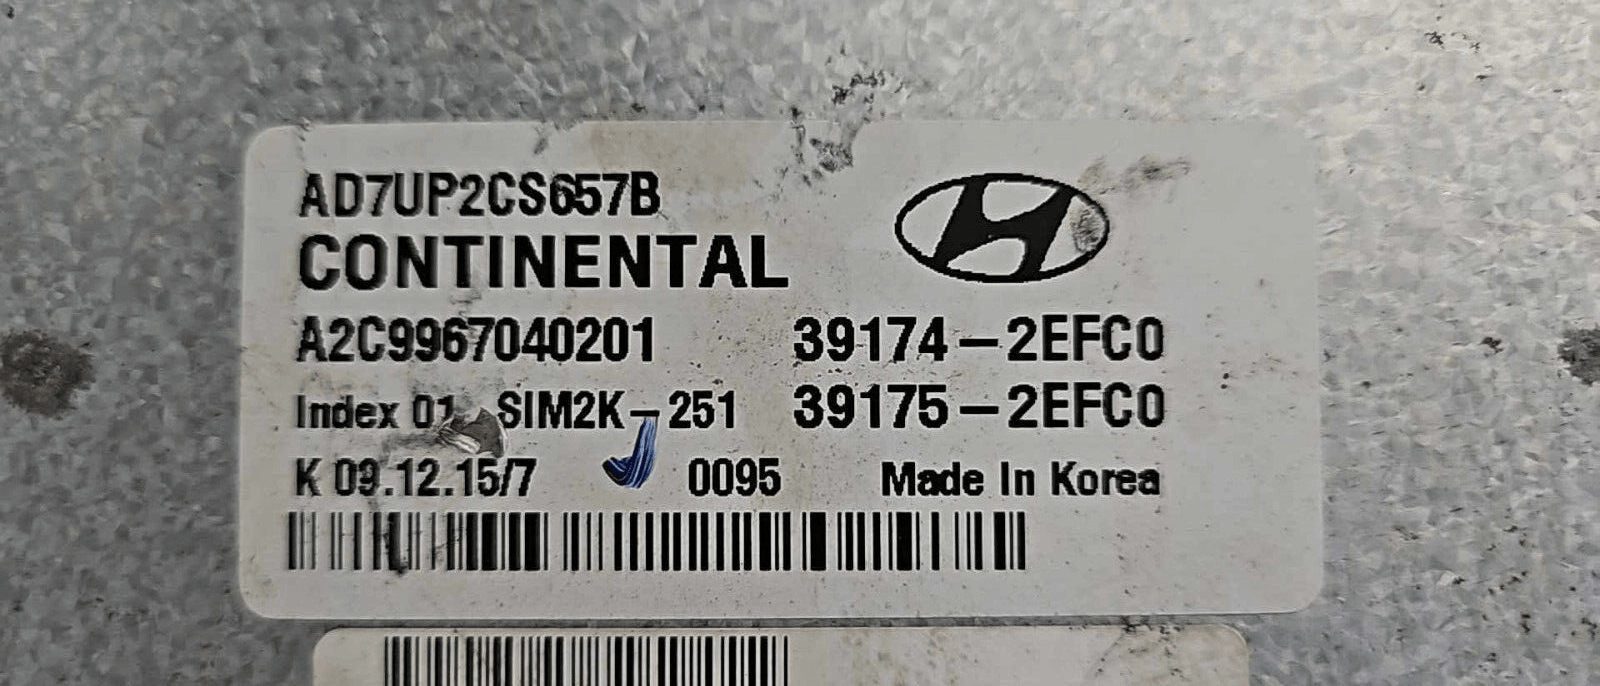 AD7UP2CS657B
CONTINENTAL
A2C9967040201 39174-2EFC0
Index 01 SIM2K-251 39175-2EFC0
K 09.12.15/7 0095 Made In Korea